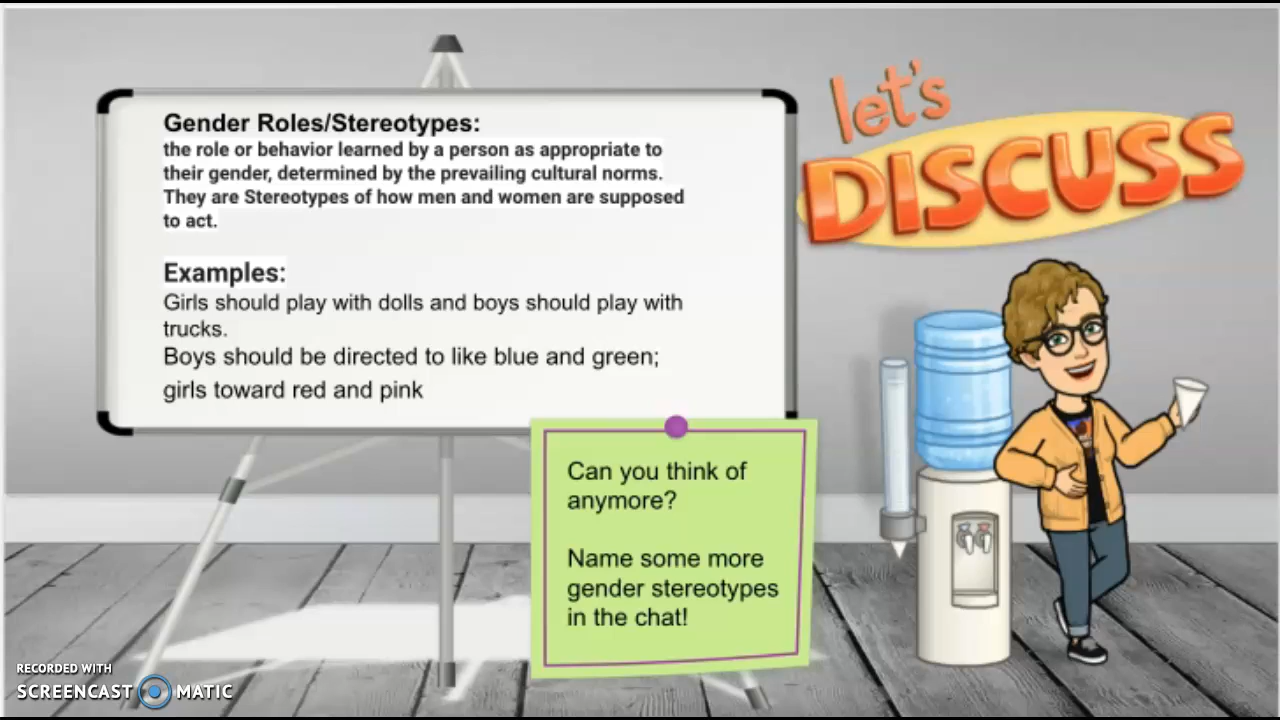 Gender Roles/Stereotypes:
the role or behavior learned by a person as appropriate to
their gender, determined by the prevailing cultural norms.
They are Stereotypes of how men and women are supposed
to act.
Examples:
Girls should play with dolls and boys should play with
trucks.
Boys should be directed to like blue and green;
girls toward red and pink
let's
DISCUSS
Can you think of
anymore?
Name some more
gender stereotypes
in the chat!
RECORDED WITH
SCREENCAST MATIC